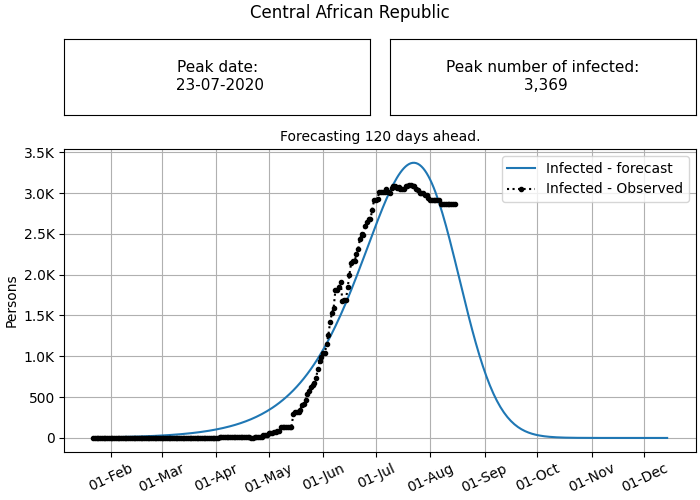 Central African Republic
Peak date:
23-07-2020
Peak number of infected:
3,369
Forecasting 120 days ahead.
Infected - forecast
Infected - Observed
Persons
3.5K
3.0K
2.5K
2.0K
1.5K
1.0K
500
0
01-Feb
01-Mar
01-Apr
01-May
01-Jun
01-Jul
01-Aug
01-Sep
01-Oct
01-Nov
01-Dec